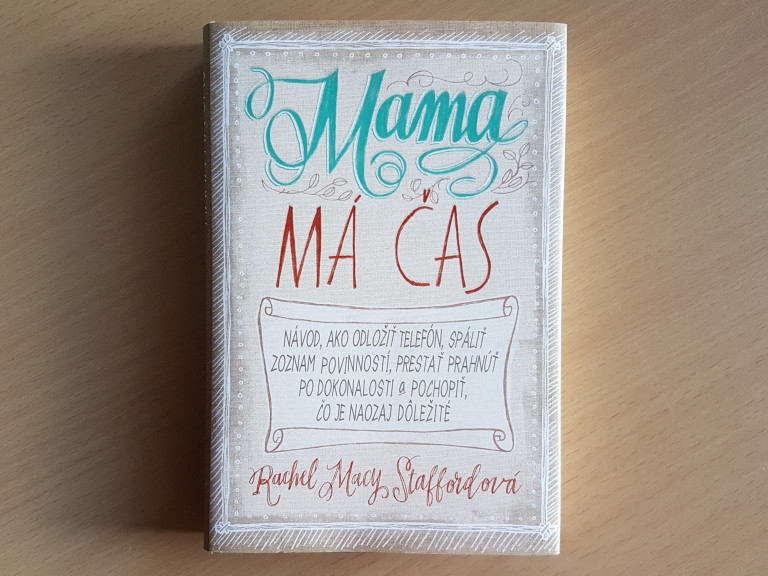 Mama
MÁ ČAS
NÁVOD, AKO ODLOŽIŤ TELEFÓN, SPÁLIŤ
ZOZNAM POVINNOSTÍ, PRESTAŤ PRAHNÚŤ
PO DOKONALOSTI a POCHOPIŤ,
ČO JE NAOZAJ DÔLEŽITÉ
Rachel Macy Staffordová